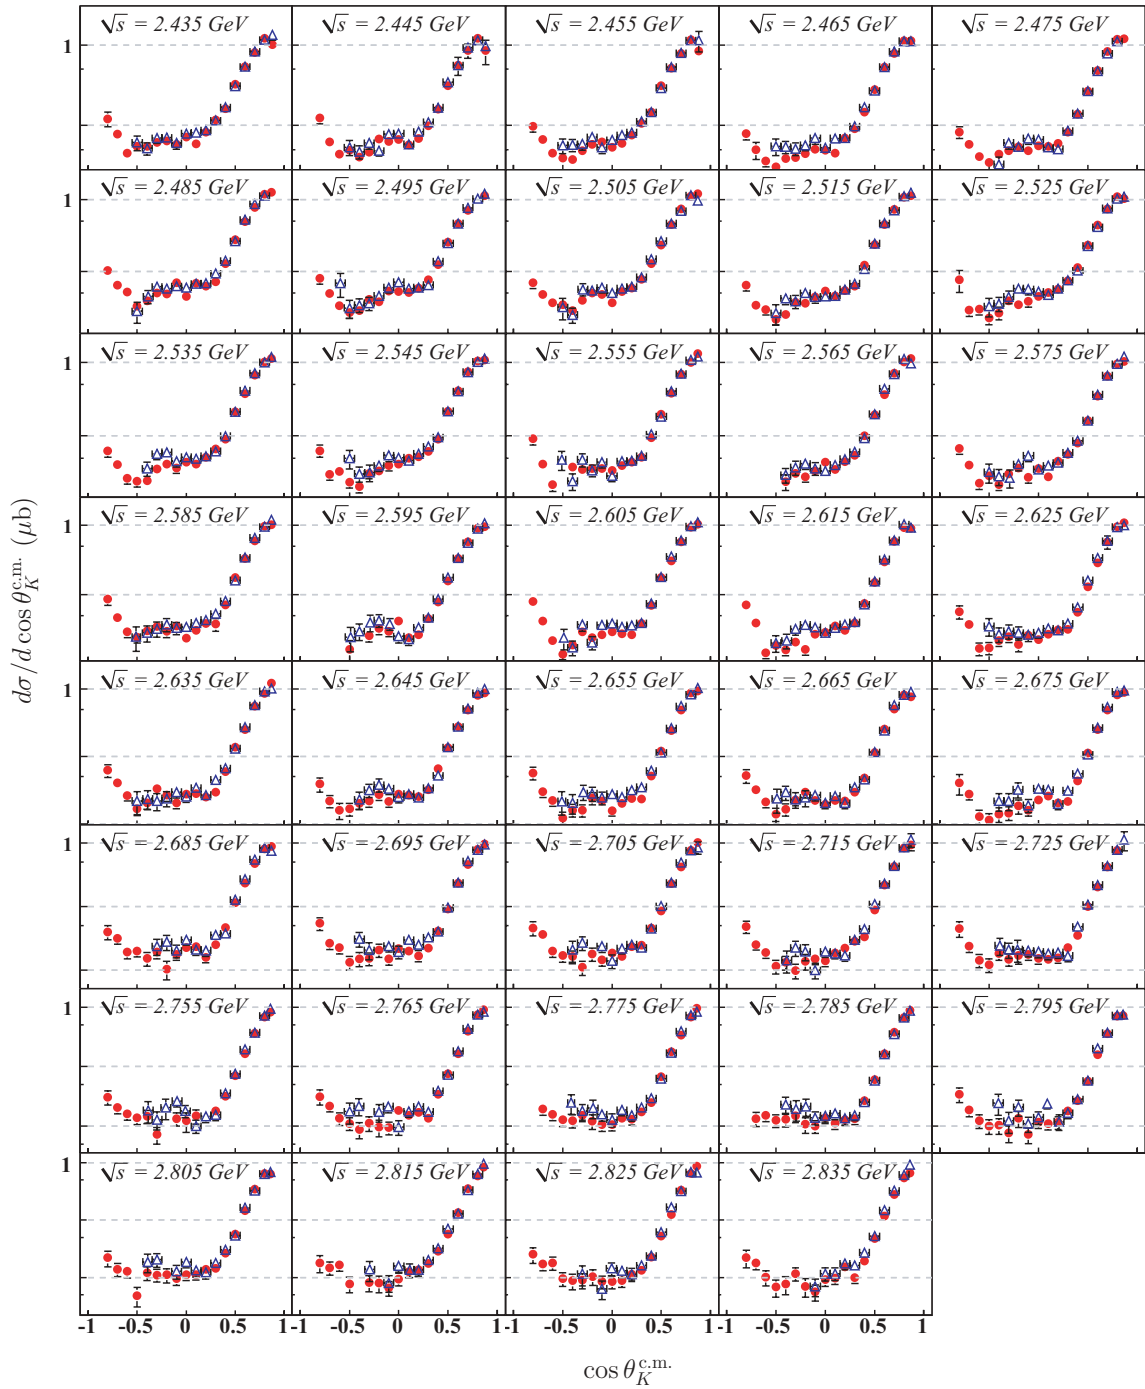 √s = 2.435 GeV √s = 2.445 GeV √s = 2.455 GeV √s = 2.465 GeV √s = 2.475 GeV
1
√s = 2.485 GeV √s = 2.495 GeV √s = 2.505 GeV √s = 2.515 GeV √s = 2.525 GeV
1
√s = 2.535 GeV √s = 2.545 GeV √s = 2.555 GeV √s = 2.565 GeV √s = 2.575 GeV
1
√s = 2.585 GeV √s = 2.595 GeV √s = 2.605 GeV √s = 2.615 GeV √s = 2.625 GeV
1
dσ/d cos θ_K^{c.m.} (μb)
√s = 2.635 GeV √s = 2.645 GeV √s = 2.655 GeV √s = 2.665 GeV √s = 2.675 GeV
1
√s = 2.685 GeV √s = 2.695 GeV √s = 2.705 GeV √s = 2.715 GeV √s = 2.725 GeV
1
√s = 2.755 GeV √s = 2.765 GeV √s = 2.775 GeV √s = 2.785 GeV √s = 2.795 GeV
1
√s = 2.805 GeV √s = 2.815 GeV √s = 2.825 GeV √s = 2.835 GeV
1
-1 -0.5 0 0.5 -1 -0.5 0 0.5 -1 -0.5 0 0.5 -1 -0.5 0 0.5 1
cos θ_K^{c.m.}